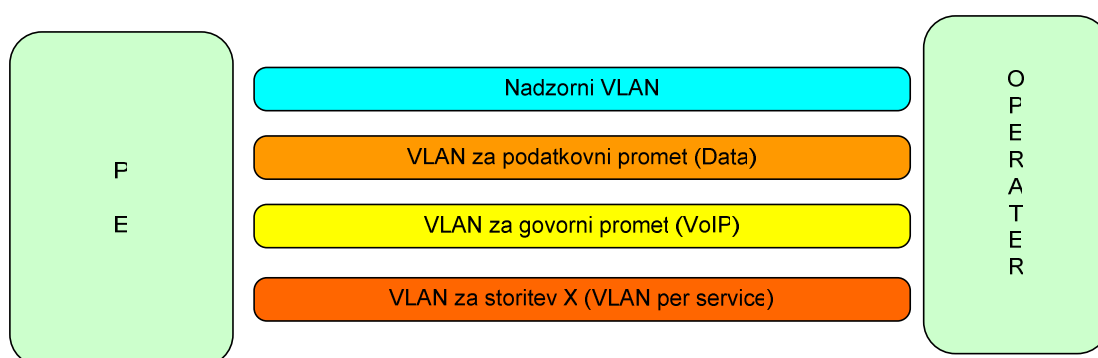 P
E
Nadzorni VLAN
VLAN za podatkovni promet (Data)
VLAN za govorni promet (VoIP)
VLAN za storitev X (VLAN per service)
O
P
E
R
A
T
E
R